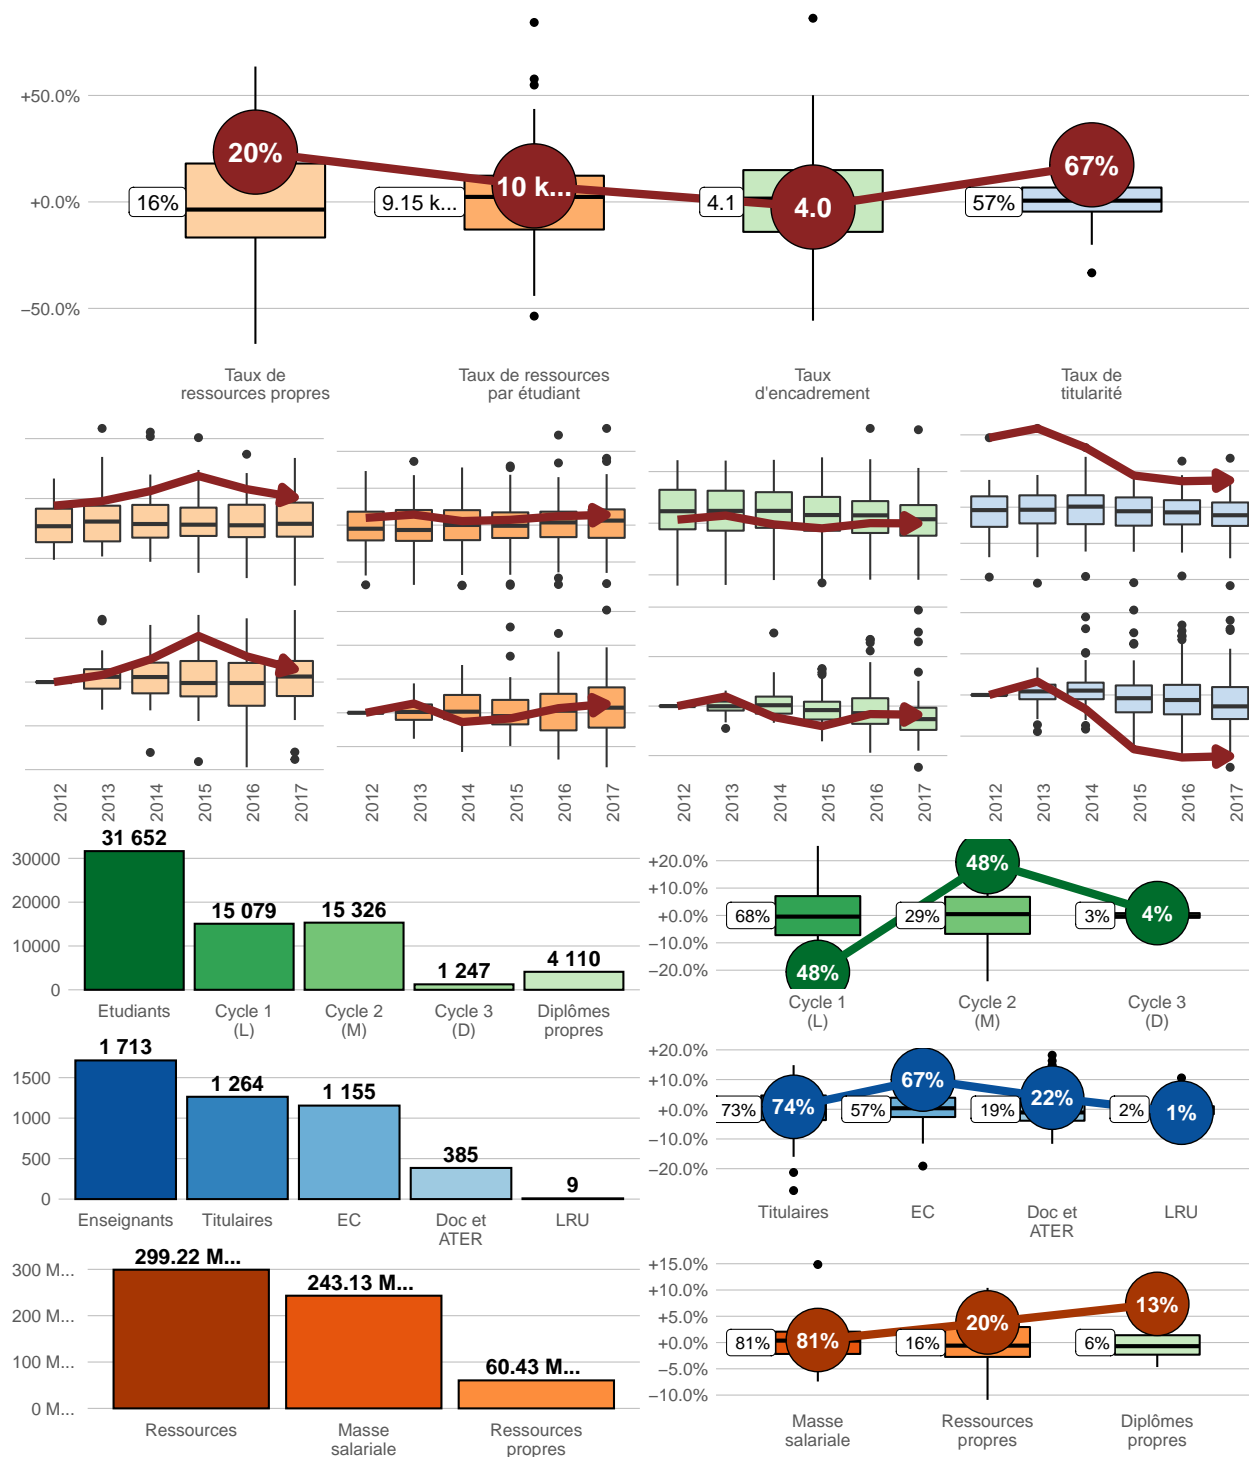 +50.0%
+0.0%
−50.0%
16%
20%
9.15 k...
10 k...
4.1
4.0
57%
67%
Taux de
ressources propres
Taux de ressources
par étudiant
Taux
d'encadrement
Taux de
titularité
2012
2013
2014
2015
2016
2017
2012
2013
2014
2015
2016
2017
2012
2013
2014
2015
2016
2017
2012
2013
2014
2015
2016
2017
30000
20000
10000
0
31 652
15 079
15 326
1 247
4 110
Etudiants
Cycle 1
(L)
Cycle 2
(M)
Cycle 3
(D)
Diplômes
propres
+20.0%
+10.0%
+0.0%
−10.0%
−20.0%
68%
48%
29%
48%
3%
4%
Cycle 1
(L)
Cycle 2
(M)
Cycle 3
(D)
1500
1000
500
0
1 713
1 264
1 155
385
9
Enseignants
Titulaires
EC
Doc et
ATER
LRU
+20.0%
+10.0%
+0.0%
−10.0%
−20.0%
73%
74%
57%
67%
19%
22%
2%
1%
Titulaires
EC
Doc et
ATER
LRU
300 M...
200 M...
100 M...
0 M...
299.22 M...
243.13 M...
60.43 M...
Ressources
Masse
salariale
Ressources
propres
+15.0%
+10.0%
+5.0%
+0.0%
−5.0%
−10.0%
81%
81%
16%
20%
6%
13%
Masse
salariale
Ressources
propres
Diplômes
propres